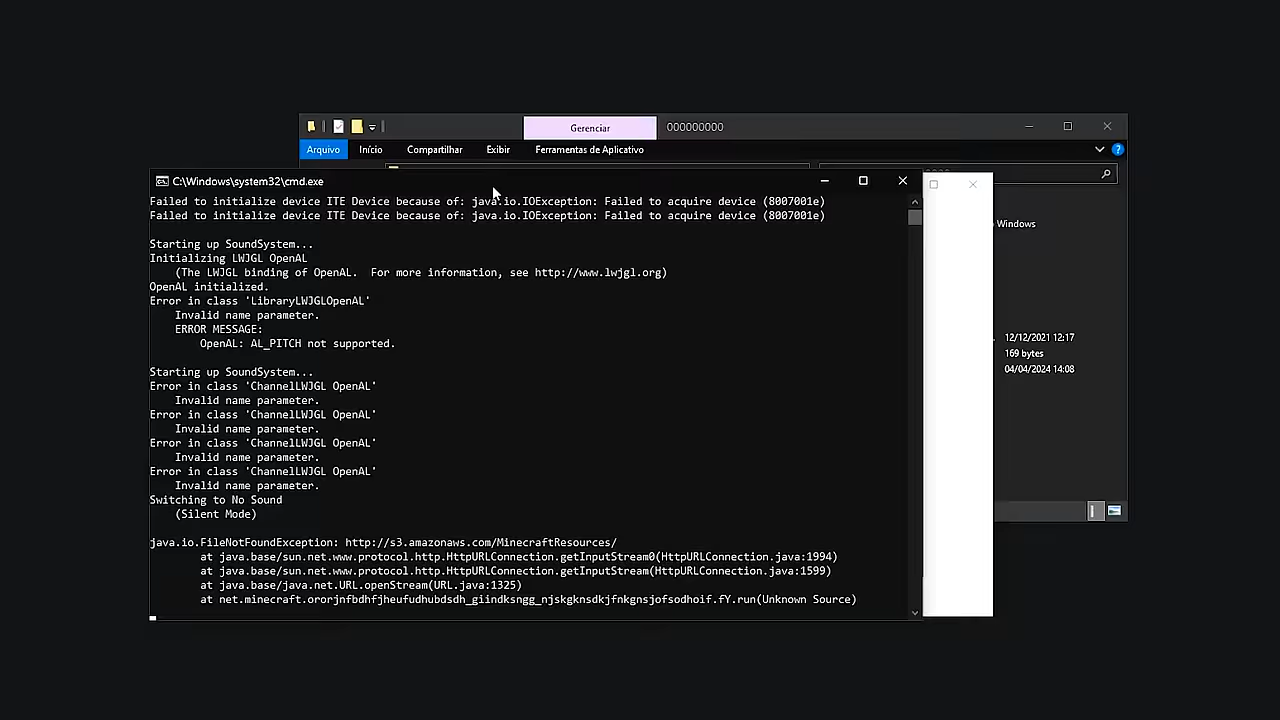 Gerenciar
000000000
Arquivo
Início
Compartilhar
Exibir
Ferramentas de Aplicativo
C:\Windows\system32\cmd.exe
Failed to initialize device ITE Device because of: java.io.IOException: Failed to acquire device (8007001e)
Failed to initialize device ITE Device because of: java.io.IOException: Failed to acquire device (8007001e)
Starting up SoundSystem...
Initializing LWJGL OpenAL
(The LWJGL binding of OpenAL.  For more information, see http://www.lwjgl.org)
OpenAL initialized.
Error in class 'LibraryLWJGLOpenAL'
Invalid name parameter.
ERROR MESSAGE:
OpenAL: AL_PITCH not supported.
Starting up SoundSystem...
Error in class 'ChannelLWJGL OpenAL'
Invalid name parameter.
Error in class 'ChannelLWJGL OpenAL'
Invalid name parameter.
Error in class 'ChannelLWJGL OpenAL'
Invalid name parameter.
Error in class 'ChannelLWJGL OpenAL'
Invalid name parameter.
Switching to No Sound
(Silent Mode)
java.io.FileNotFoundException: http://s3.amazonaws.com/MinecraftResources/
at java.base/sun.net.www.protocol.http.HttpURLConnection.getInputStream0(HttpURLConnection.java:1994)
at java.base/sun.net.www.protocol.http.HttpURLConnection.getInputStream(HttpURLConnection.java:1599)
at java.base/java.net.URL.openStream(URL.java:1325)
at net.minecraft.ororjnfbdhfjheufudhubdsdh_giindksngg_njskgknsdkjfnkgnsjofsodhoif.fY.run(Unknown Source)
Windows
12/12/2021 12:17
169 bytes
04/04/2024 14:08